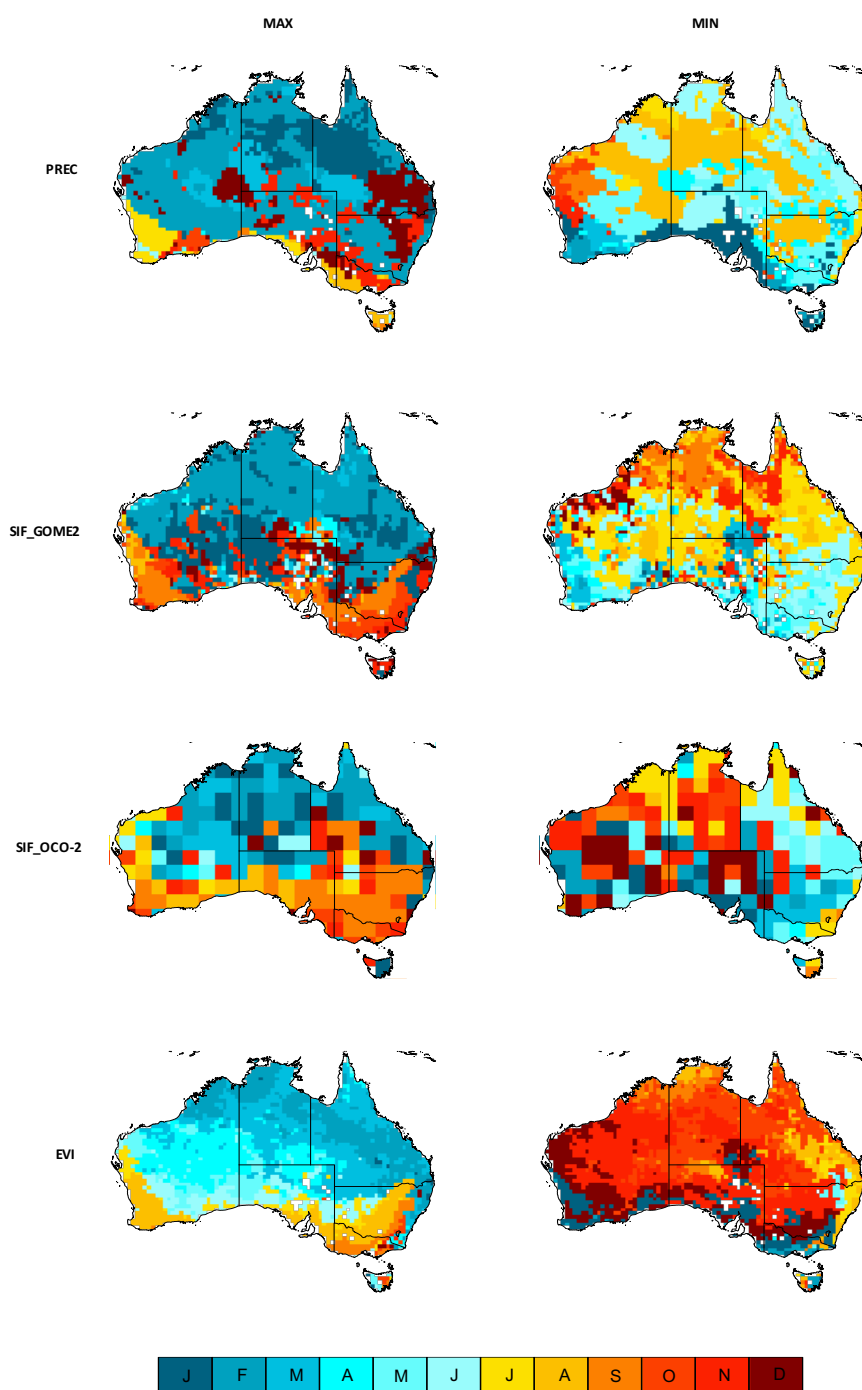 MAX MIN
PREC
SIF_GOME2
SIF_OCO-2
EVI
J F M A M J J A S O N D